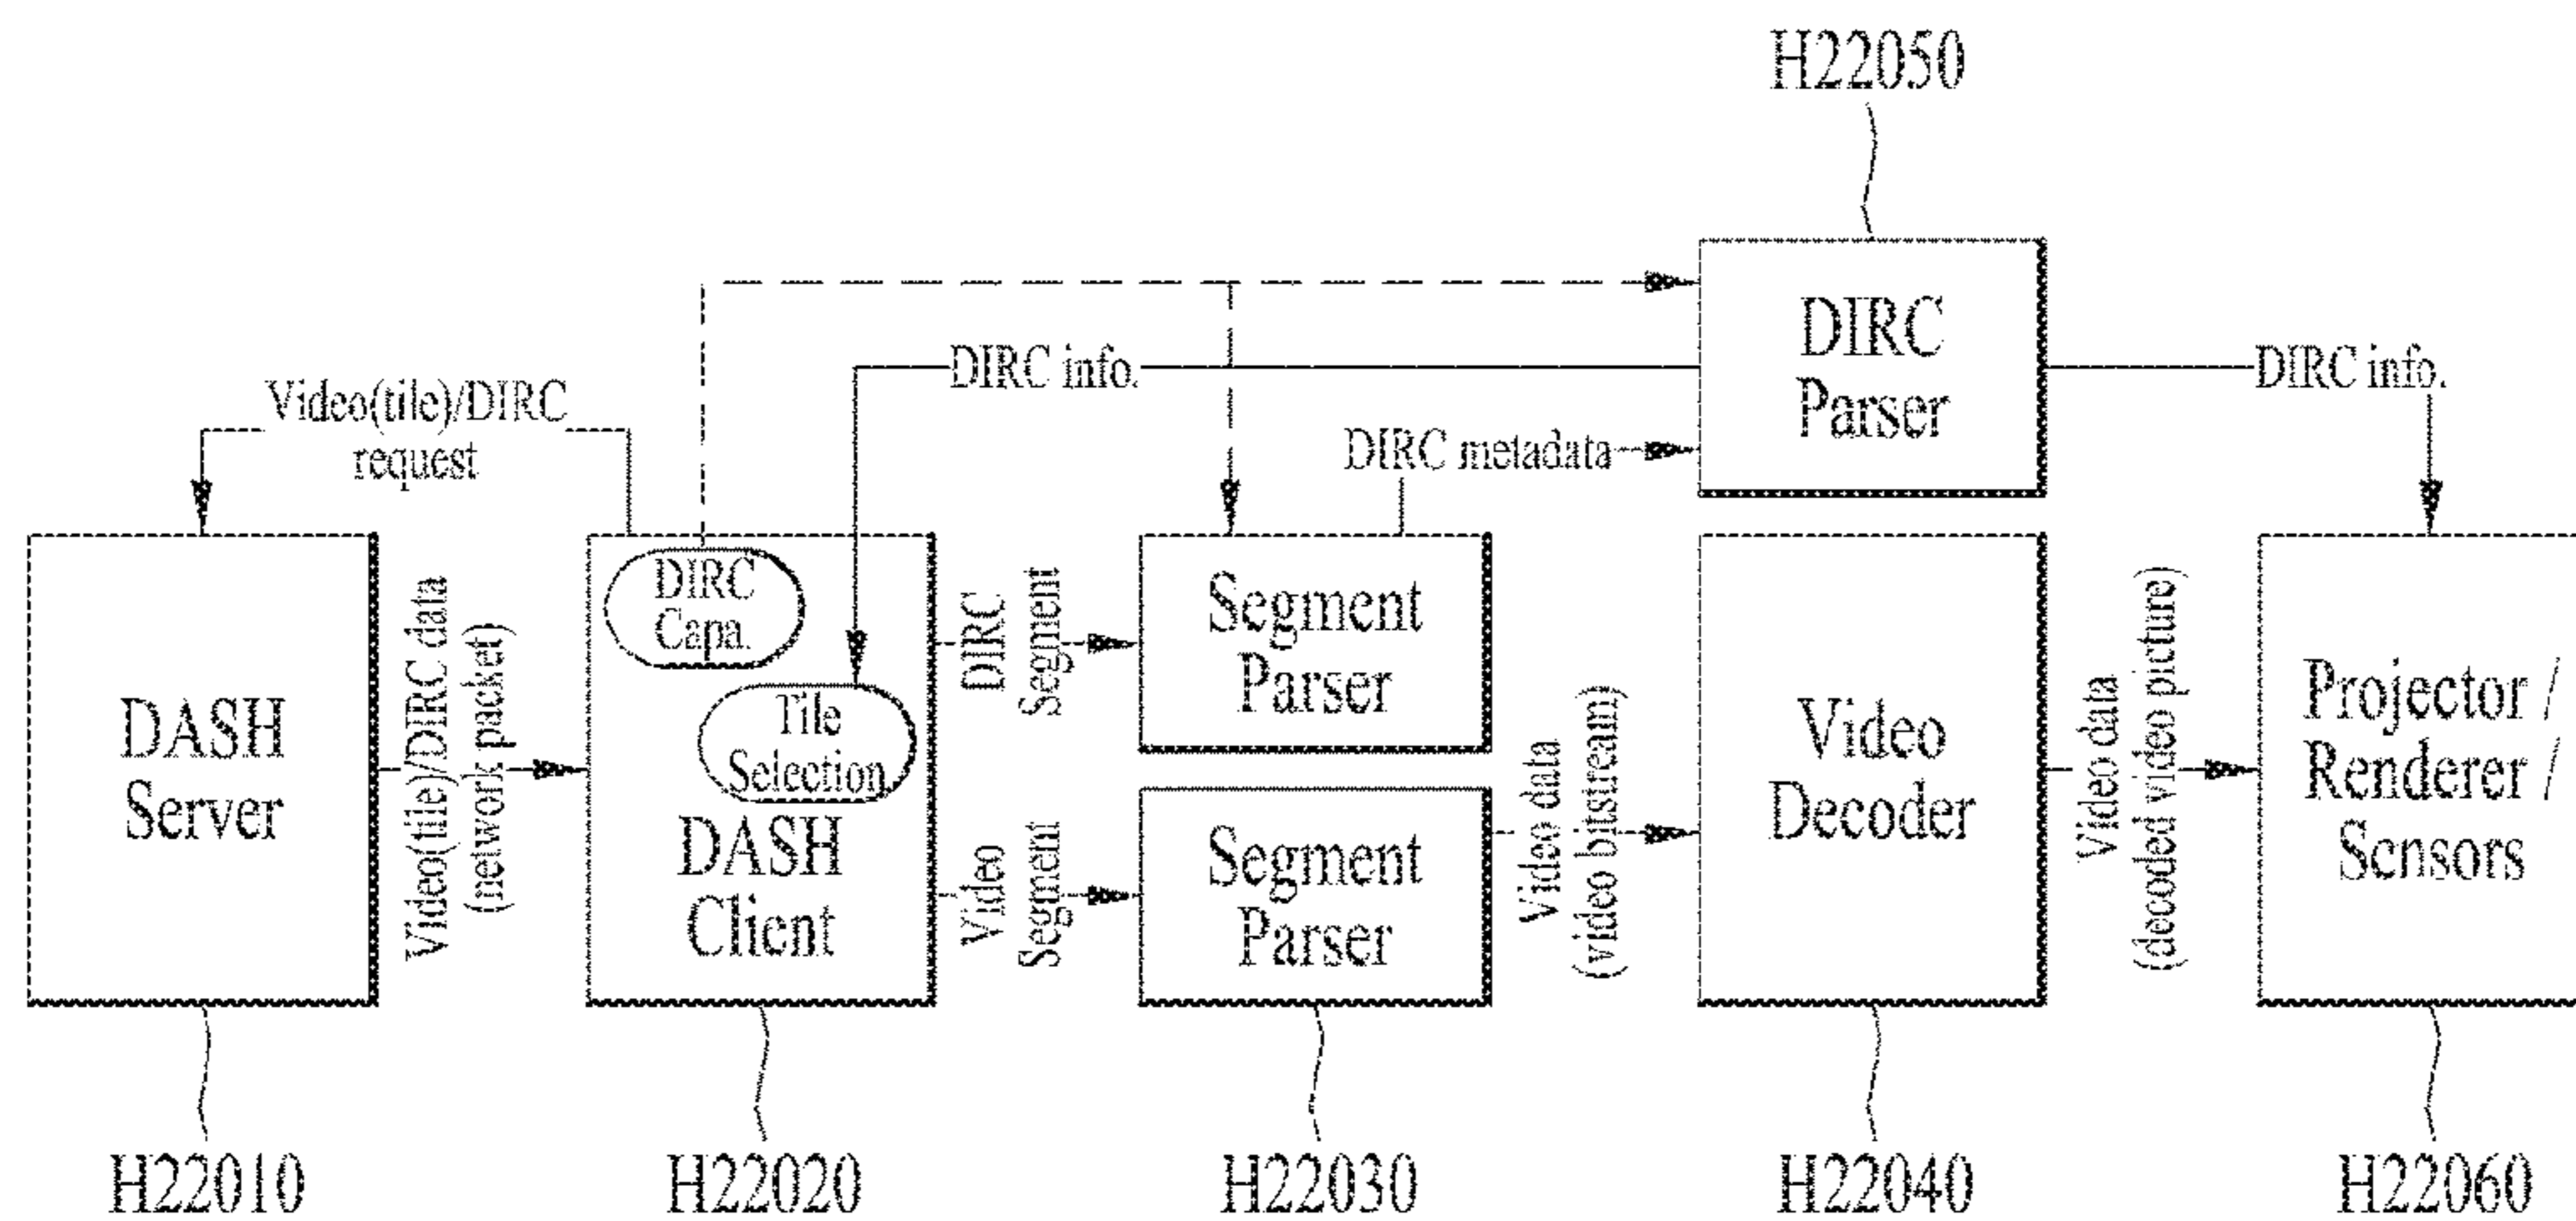 H22050
DIRC
Parser
DIRC info.
DIRC info.
Video(tile)/DIRC
request
DIRC metadata
DASH
Server
Video(tile)/DIRC data
(network packet)
DIRC
Capa.
Tile
Selection
DASH
Client
DIRC
Segment
Video
Segment
Segment
Parser
Segment
Parser
Video data
(video bitstream)
Video
Decoder
Video data
(decoded video picture)
Projector /
Renderer /
Sensors
H22010
H22020
H22030
H22040
H22060